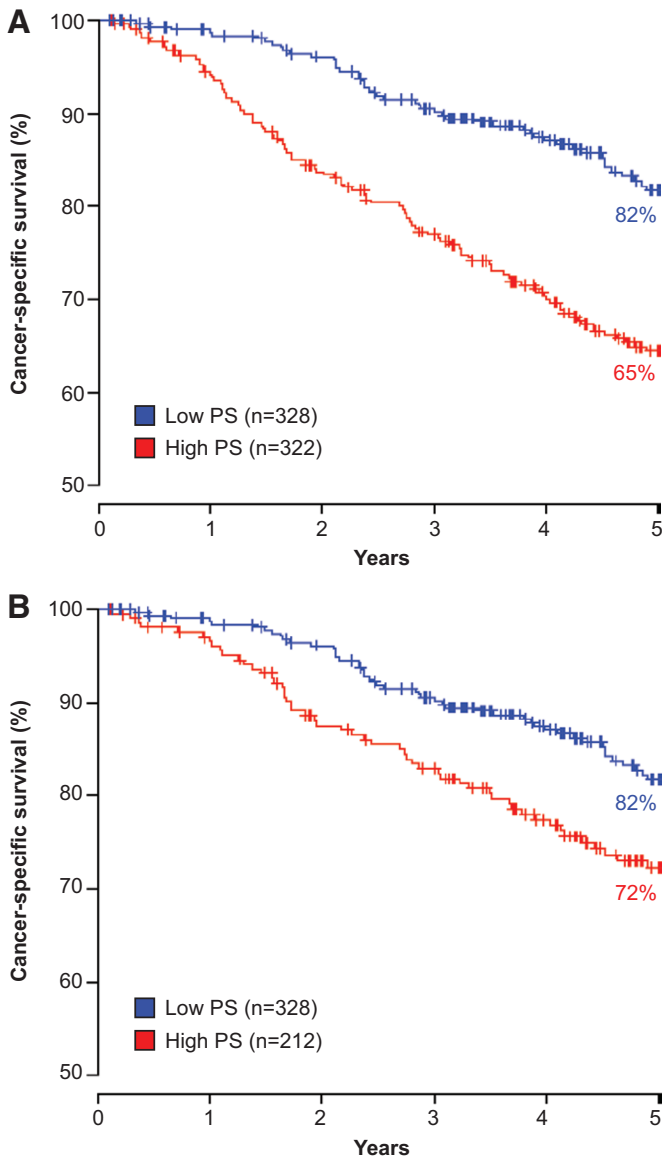 A
Cancer-specific survival (%)
100
90
80
70
60
50
82%
65%
Low PS (n=328)
High PS (n=322)
0 1 2 3 4 5
Years
B
Cancer-specific survival (%)
100
90
80
70
60
50
82%
72%
Low PS (n=328)
High PS (n=212)
0 1 2 3 4 5
Years